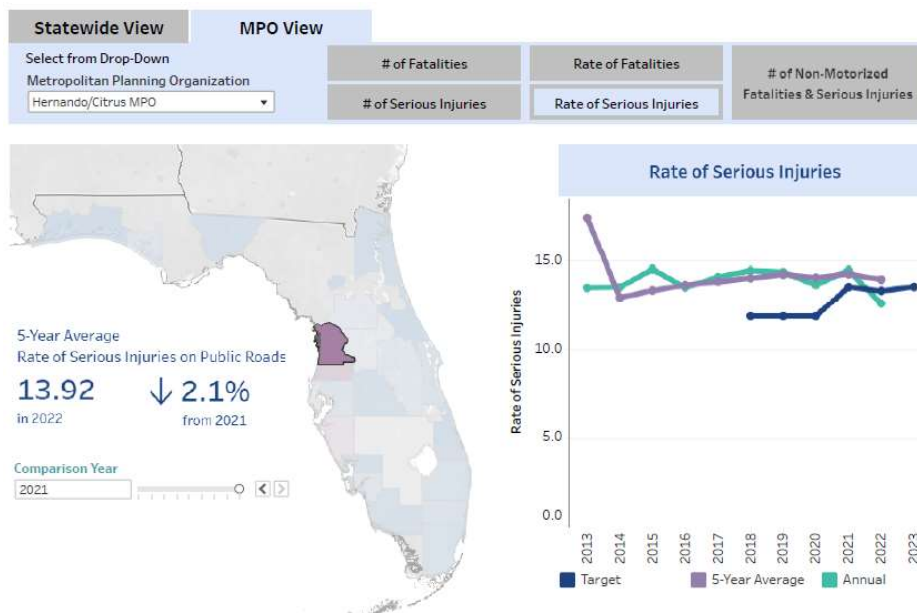 Statewide View
MPO View
Select from Drop-Down
Metropolitan Planning Organization
Hernando/Citrus MPO
# of Fatalities
Rate of Fatalities
# of Serious Injuries
Rate of Serious Injuries
# of Non-Motorized
Fatalities & Serious Injuries
5-Year Average
Rate of Serious Injuries on Public Roads
13.92
↓ 2.1%
in 2022
from 2021
Comparison Year
2021
Rate of Serious Injuries
Rate of Serious Injuries
15.0
10.0
5.0
0.0
2013
2014
2015
2016
2017
2018
2019
2020
2021
2022
2023
Target
5-Year Average
Annual